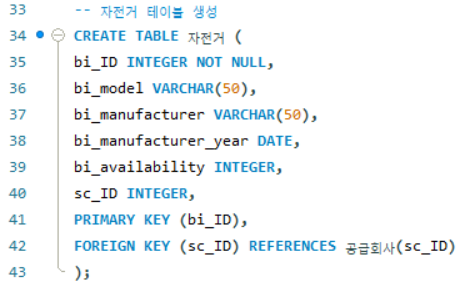 33 -- 자전거 테이블 생성
34 CREATE TABLE 자전거 (
35 bi_ID INTEGER NOT NULL,
36 bi_model VARCHAR(50),
37 bi_manufacturer VARCHAR(50),
38 bi_manufacturer_year DATE,
39 bi_availability INTEGER,
40 sc_ID INTEGER,
41 PRIMARY KEY (bi_ID),
42 FOREIGN KEY (sc_ID) REFERENCES 공급회사(sc_ID)
43 );